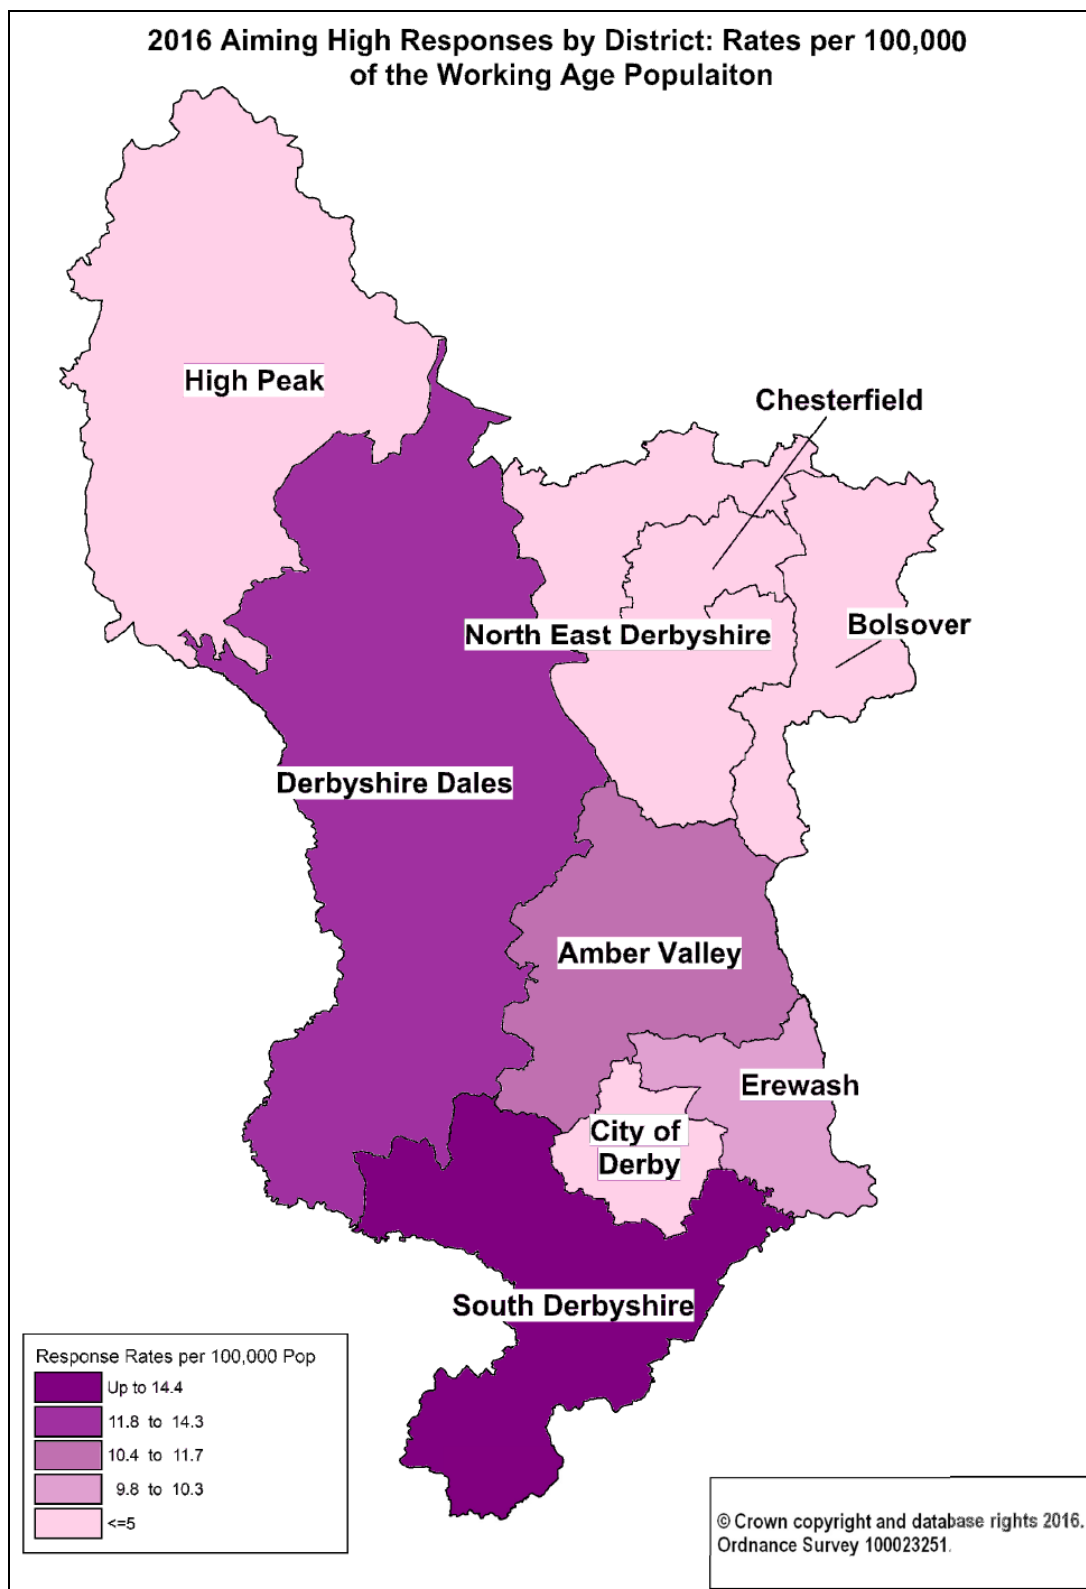 2016 Aiming High Responses by District: Rates per 100,000
of the Working Age Populaiton
High Peak
Chesterfield
North East Derbyshire
Bolsover
Derbyshire Dales
Amber Valley
Erewash
City of
Derby
South Derbyshire
Response Rates per 100,000 Pop
Up to 14.4
11.8 to 14.3
10.4 to 11.7
9.8 to 10.3
<=5
© Crown copyright and database rights 2016.
Ordnance Survey 100023251.